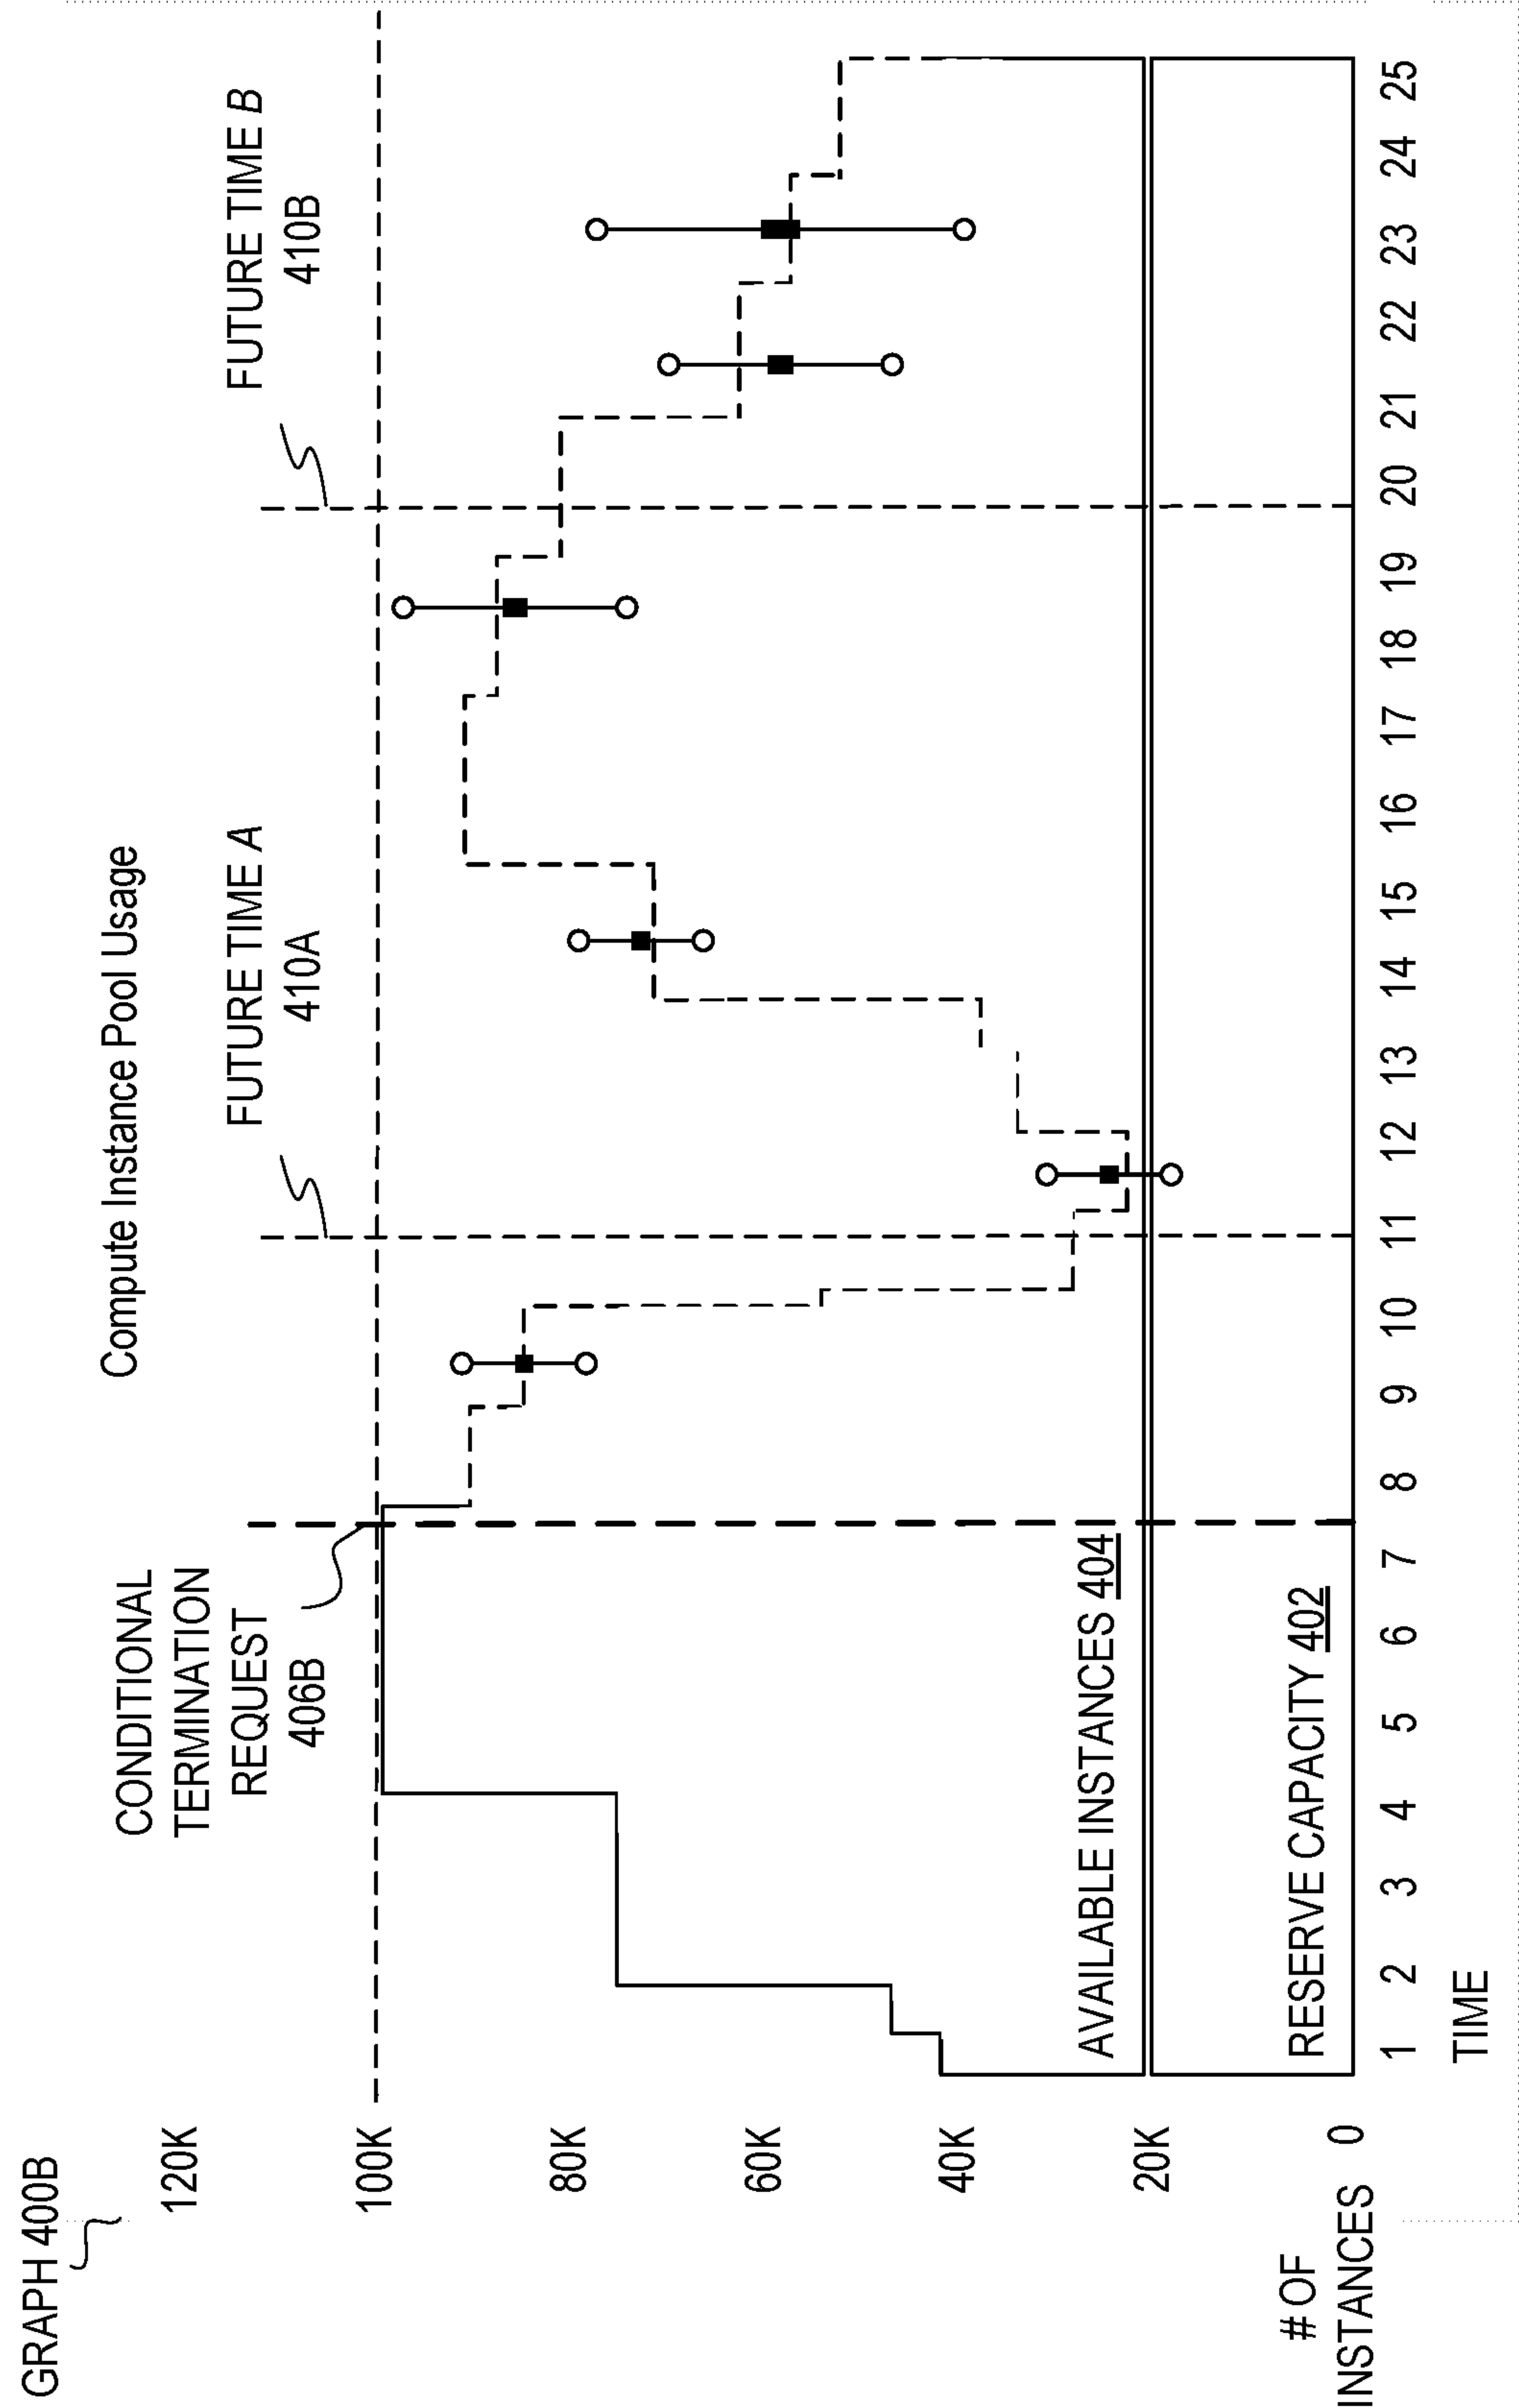 GRAPH 400B
Compute Instance Pool Usage
CONDITIONAL
TERMINATION
REQUEST
406B
FUTURE TIME A
410A
FUTURE TIME B
410B
120K
100K
80K
60K
40K
20K
0
# OF
INSTANCES
AVAILABLE INSTANCES 404
RESERVE CAPACITY 402
1 2 3 4 5 6 7 8 9 10 11 12 13 14 15 16 17 18 19 20 21 22 23 24 25
TIME